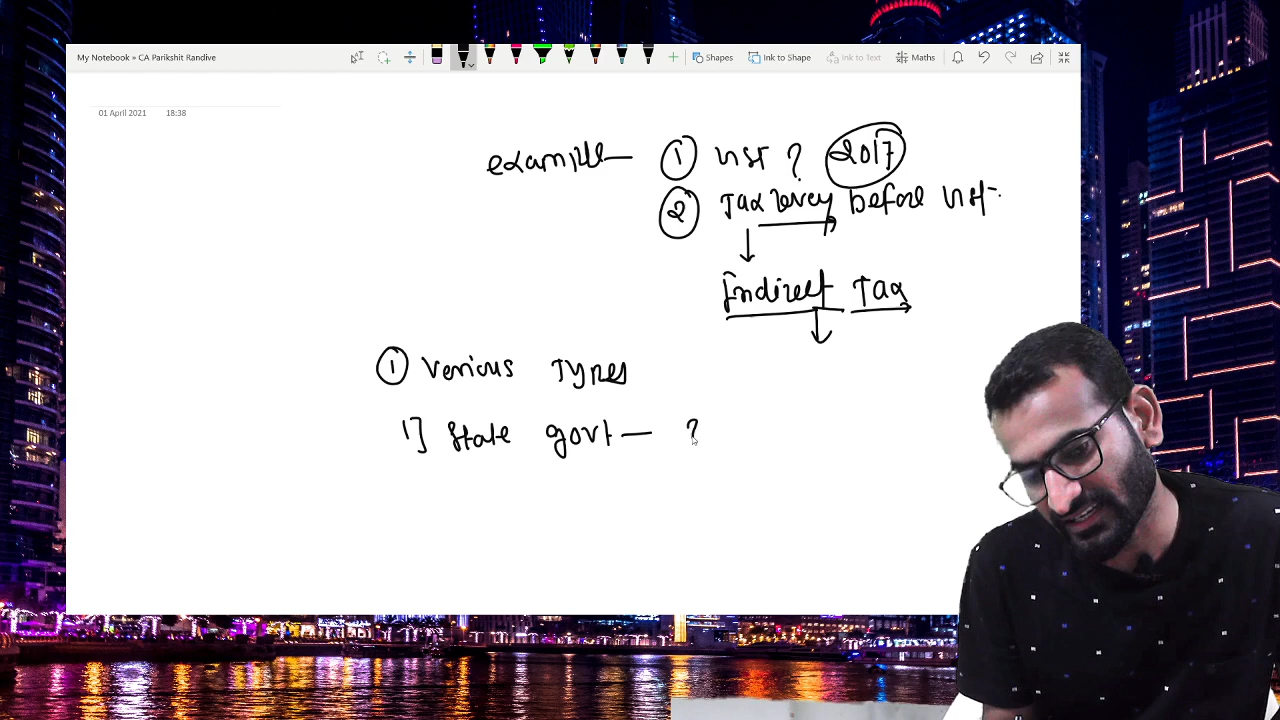 My Notebook » CA Parikshit Randive
Shapes
Ink to Shape
Ink to Text
Maths
01 April 2021 18:38
example — ① GST ? 2017
② Tax levey before GST
Indirect Tax
① Various Types
1] State govt — ?